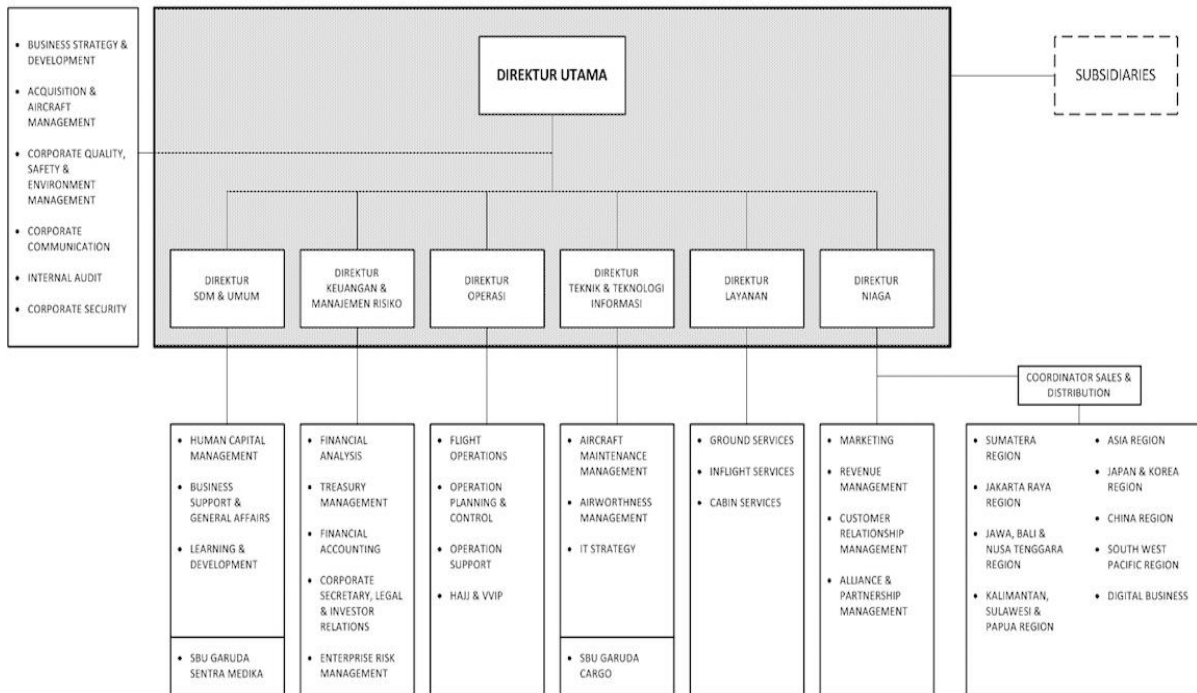 • BUSINESS STRATEGY &
DEVELOPMENT
• ACQUISITION &
AIRCRAFT
MANAGEMENT
• CORPORATE QUALITY,
SAFETY &
ENVIRONMENT
MANAGEMENT
• CORPORATE
COMMUNICATION
• INTERNAL AUDIT
• CORPORATE SECURITY
DIREKTUR UTAMA
SUBSIDIARIES
DIREKTUR
SDM & UMUM
DIREKTUR
KEUANGAN &
MANAJEMEN RISIKO
DIREKTUR
OPERASI
DIREKTUR
TEKNIK & TEKNOLOGI
INFORMASI
DIREKTUR
LAYANAN
DIREKTUR
NIAGA
COORDINATOR SALES &
DISTRIBUTION
• HUMAN CAPITAL
MANAGEMENT
• BUSINESS
SUPPORT &
GENERAL AFFAIRS
• LEARNING &
DEVELOPMENT
• SBU GARUDA
SENTRA MEDIKA
• FINANCIAL
ANALYSIS
• TREASURY
MANAGEMENT
• FINANCIAL
ACCOUNTING
• CORPORATE
SECRETARY, LEGAL
& INVESTOR
RELATIONS
• ENTERPRISE RISK
MANAGEMENT
• FLIGHT
OPERATIONS
• OPERATION
PLANNING &
CONTROL
• OPERATION
SUPPORT
• HAJJ & VVIP
• AIRCRAFT
MAINTENANCE
MANAGEMENT
• AIRWORTHNESS
MANAGEMENT
• IT STRATEGY
• SBU GARUDA
CARGO
• GROUND SERVICES
• INFLIGHT SERVICES
• CABIN SERVICES
• MARKETING
• REVENUE
MANAGEMENT
• CUSTOMER
RELATIONSHIP
MANAGEMENT
• ALLIANCE &
PARTNERSHIP
MANAGEMENT
• SUMATERA
REGION
• JAKARTA RAYA
REGION
• JAWA, BALI &
NUSA TENGGARA
REGION
• KALIMANTAN,
SULAWESI &
PAPUA REGION
• ASIA REGION
• JAPAN & KOREA
REGION
• CHINA REGION
• SOUTH WEST
PACIFIC REGION
• DIGITAL BUSINESS